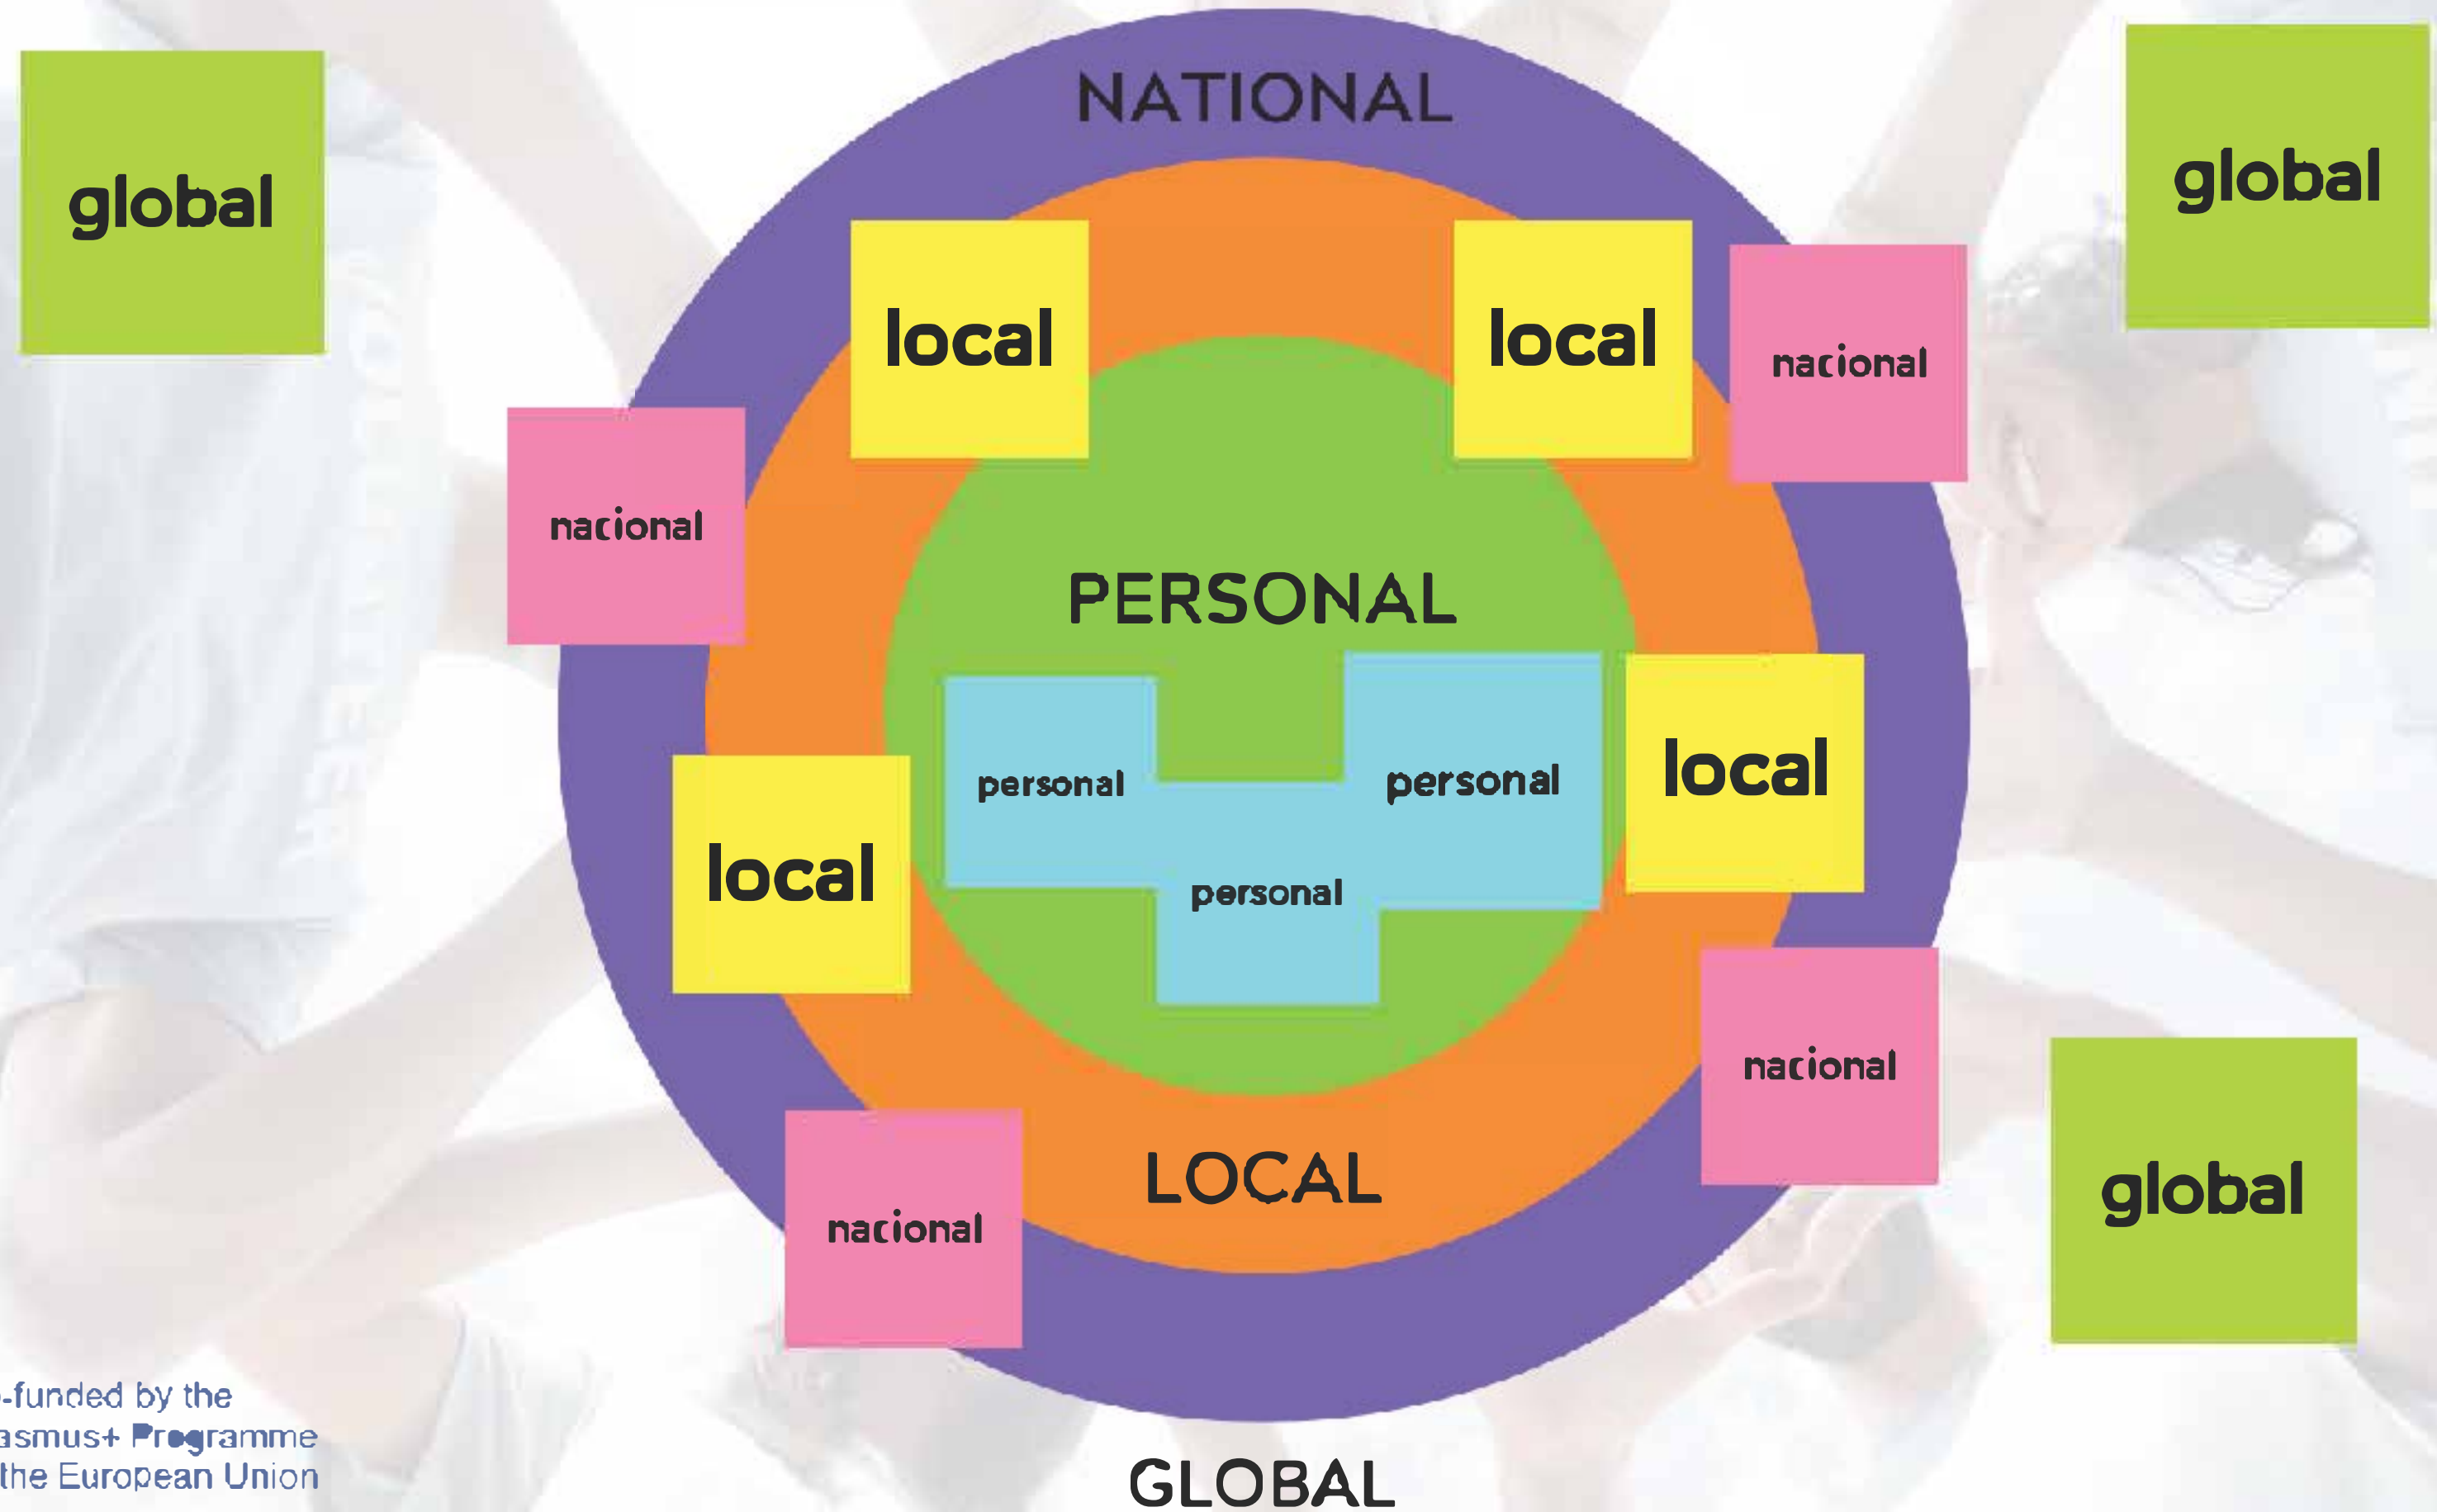 NATIONAL
global
global
local
local
nacional
nacional
PERSONAL
personal
personal
local
local
personal
nacional
LOCAL
nacional
global
-funded by the
asmus+ Programme
the European Union
GLOBAL